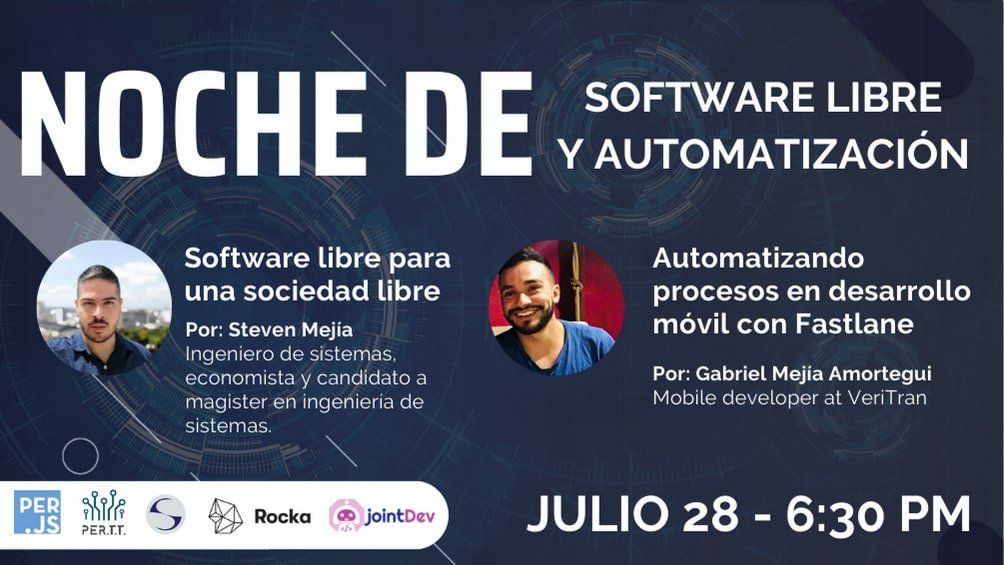 NOCHE DE
SOFTWARE LIBRE
Y AUTOMATIZACIÓN
Software libre para
una sociedad libre
Por: Steven Mejía
Ingeniero de sistemas,
economista y candidato a
magister en ingeniería de
sistemas.
Automatizando
procesos en desarrollo
móvil con Fastlane
Por: Gabriel Mejía Amortegui
Mobile developer at VeriTran
PER
.JS
PER.T.T.
S
Rocka
jointDev
JULIO 28 - 6:30 PM